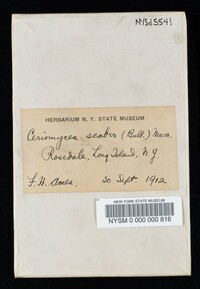 NYSd5541
HERBARIUM N. Y. STATE MUSEUM
Ceriomyces scaber (Bull.) Murr.
Rosedale, Long Island, N.Y.
F. H. Ames. 30 Sept. 1912
NEW YORK STATE MUSEUM
NYSM 0 000 000 816